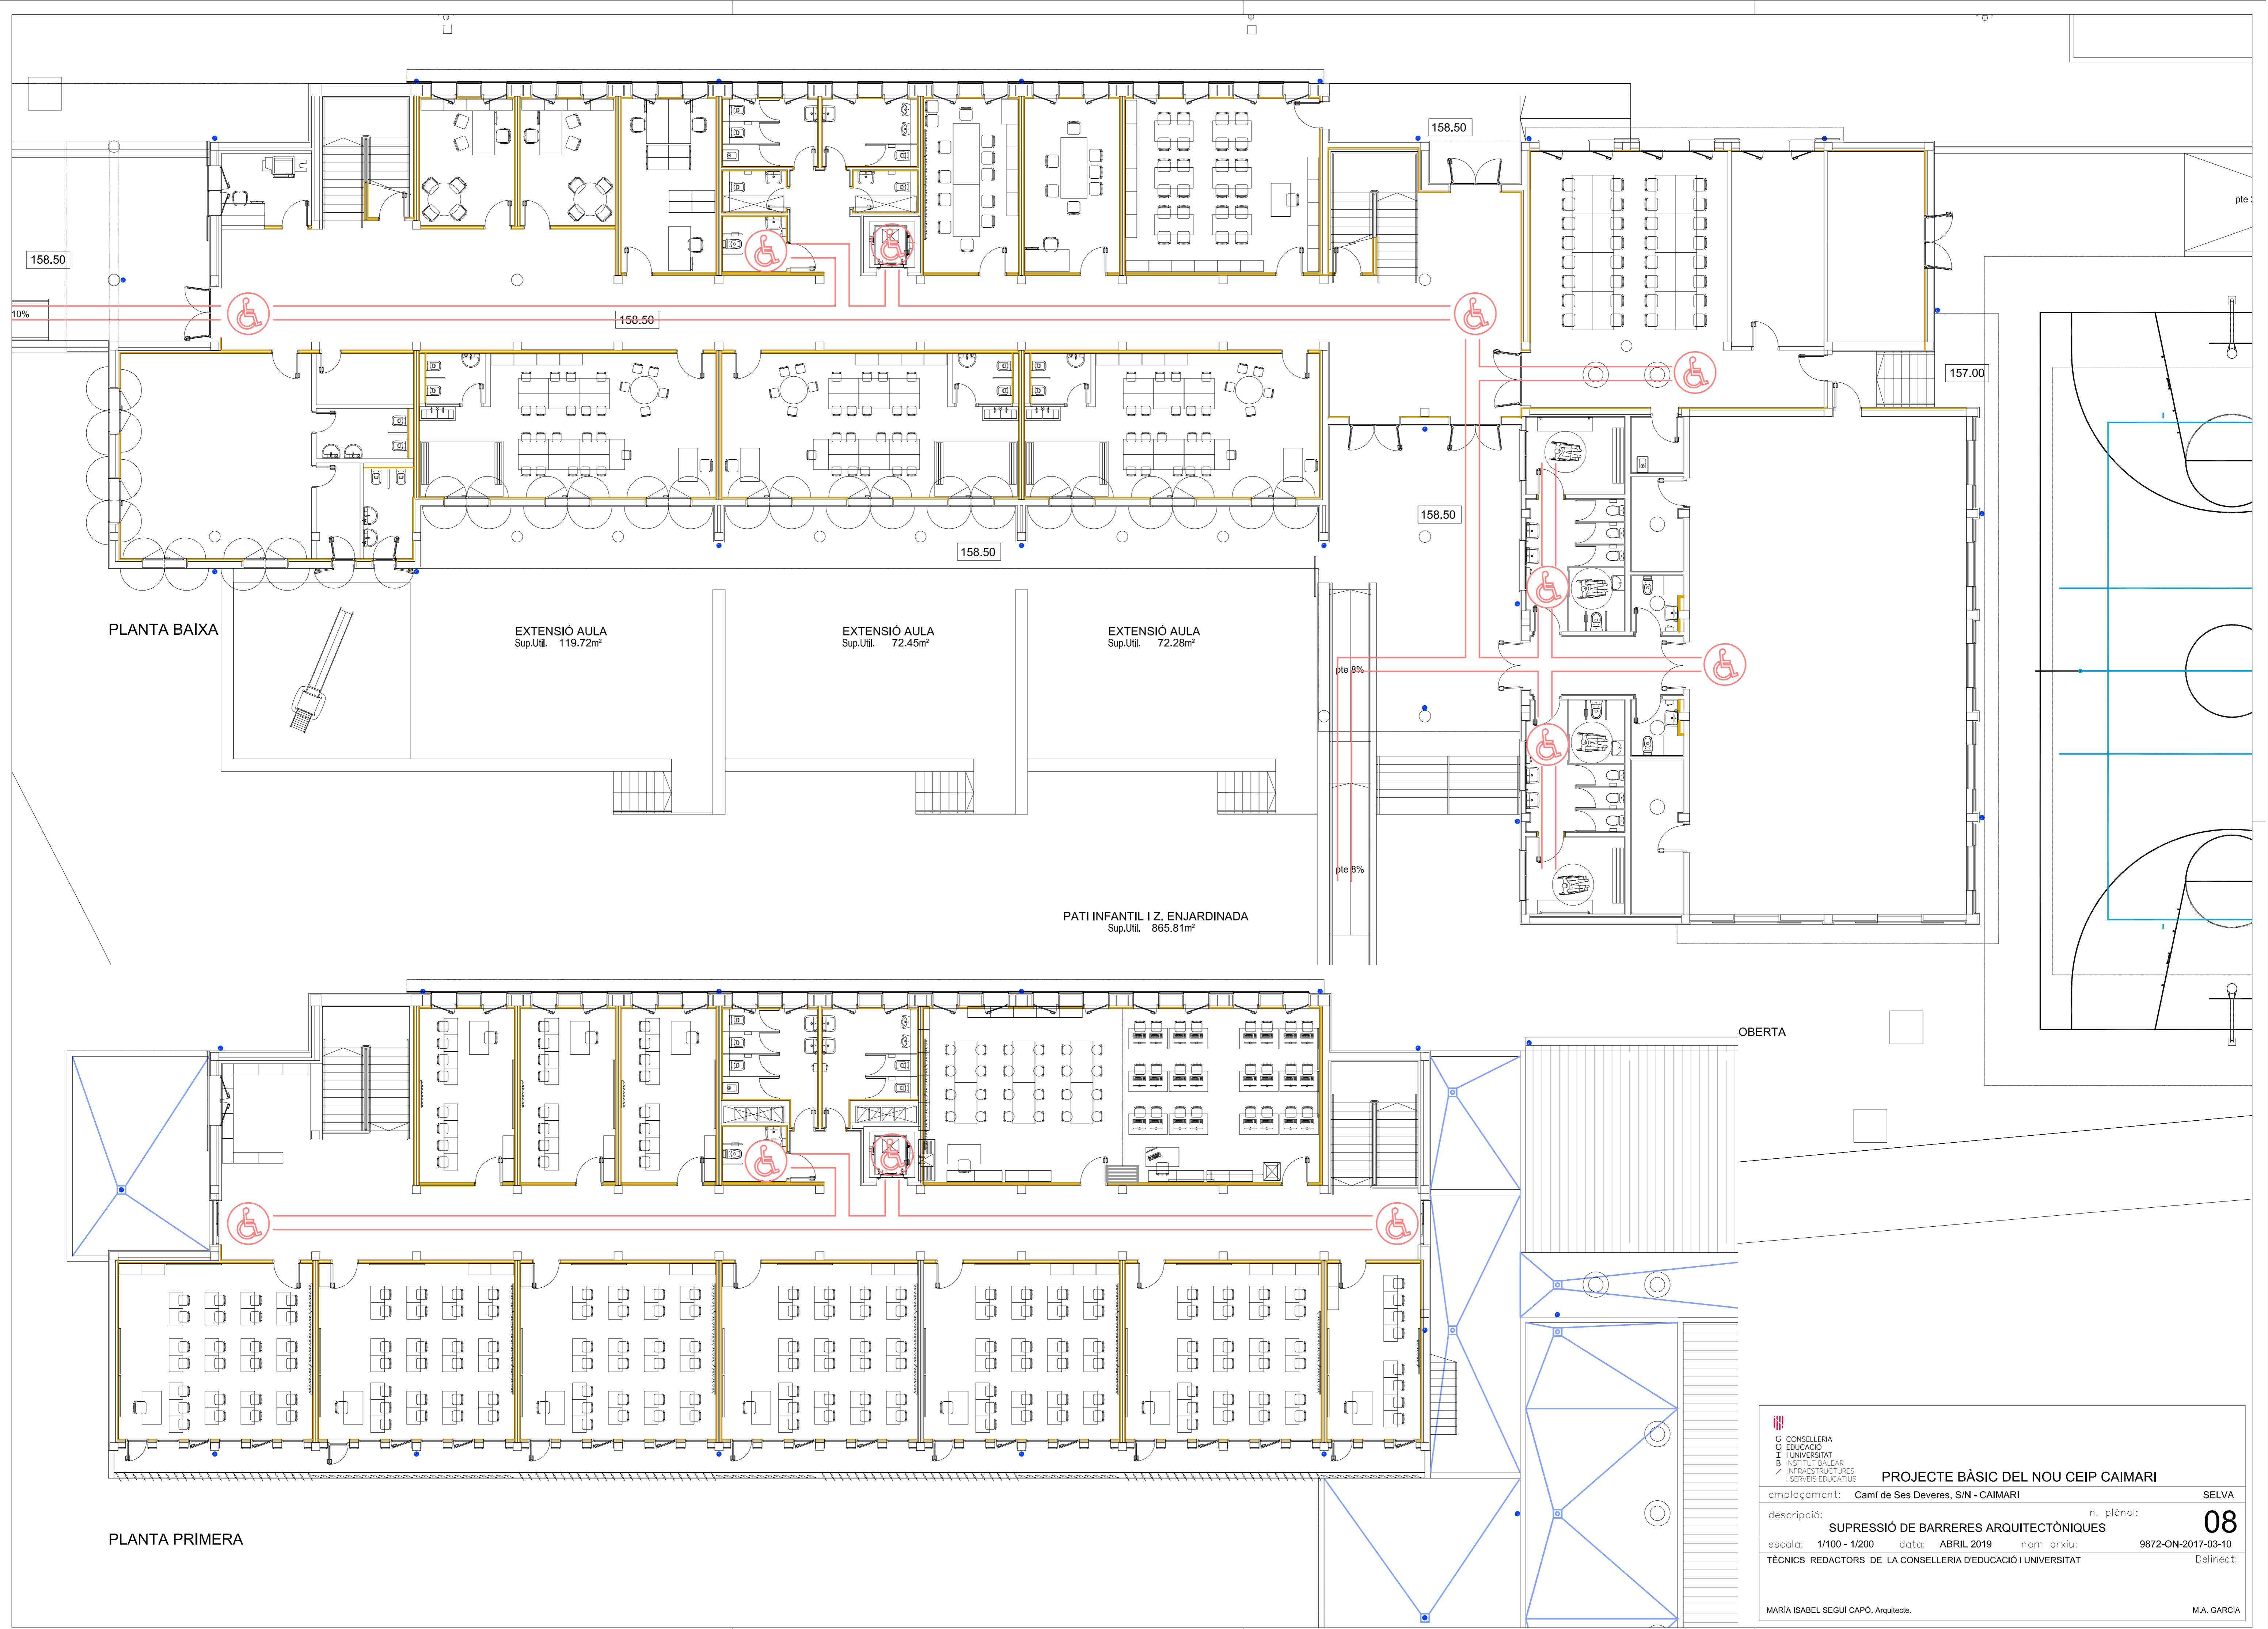 158.50
pte
158.50
10%
158.50
157.00
158.50
158.50
PLANTA BAIXA
EXTENSIÓ AULA
Sup.Util. 119.72m²
EXTENSIÓ AULA
Sup.Util. 72.45m²
EXTENSIÓ AULA
Sup.Util. 72.28m²
pte 8%
pte 8%
PATI INFANTIL I Z. ENJARDINADA
Sup.Util. 865.81m²
OBERTA
PLANTA PRIMERA
G CONSELLERIA
O EDUCACIÓ
I I UNIVERSITAT
B INSTITUT BALEAR
/ INFRAESTRUCTURES
I SERVEIS EDUCATIUS
PROJECTE BÀSIC DEL NOU CEIP CAIMARI
emplaçament: Camí de Ses Deveres, S/N - CAIMARI SELVA
descripció: n. plànol:
SUPRESSIÓ DE BARRERES ARQUITECTÒNIQUES 08
escala: 1/100 - 1/200 data: ABRIL 2019 nom arxiu: 9872-ON-2017-03-10
TÈCNICS REDACTORS DE LA CONSELLERIA D'EDUCACIÓ I UNIVERSITAT Delineat:
MARÍA ISABEL SEGUÍ CAPÓ. Arquitecte. M.A. GARCIA